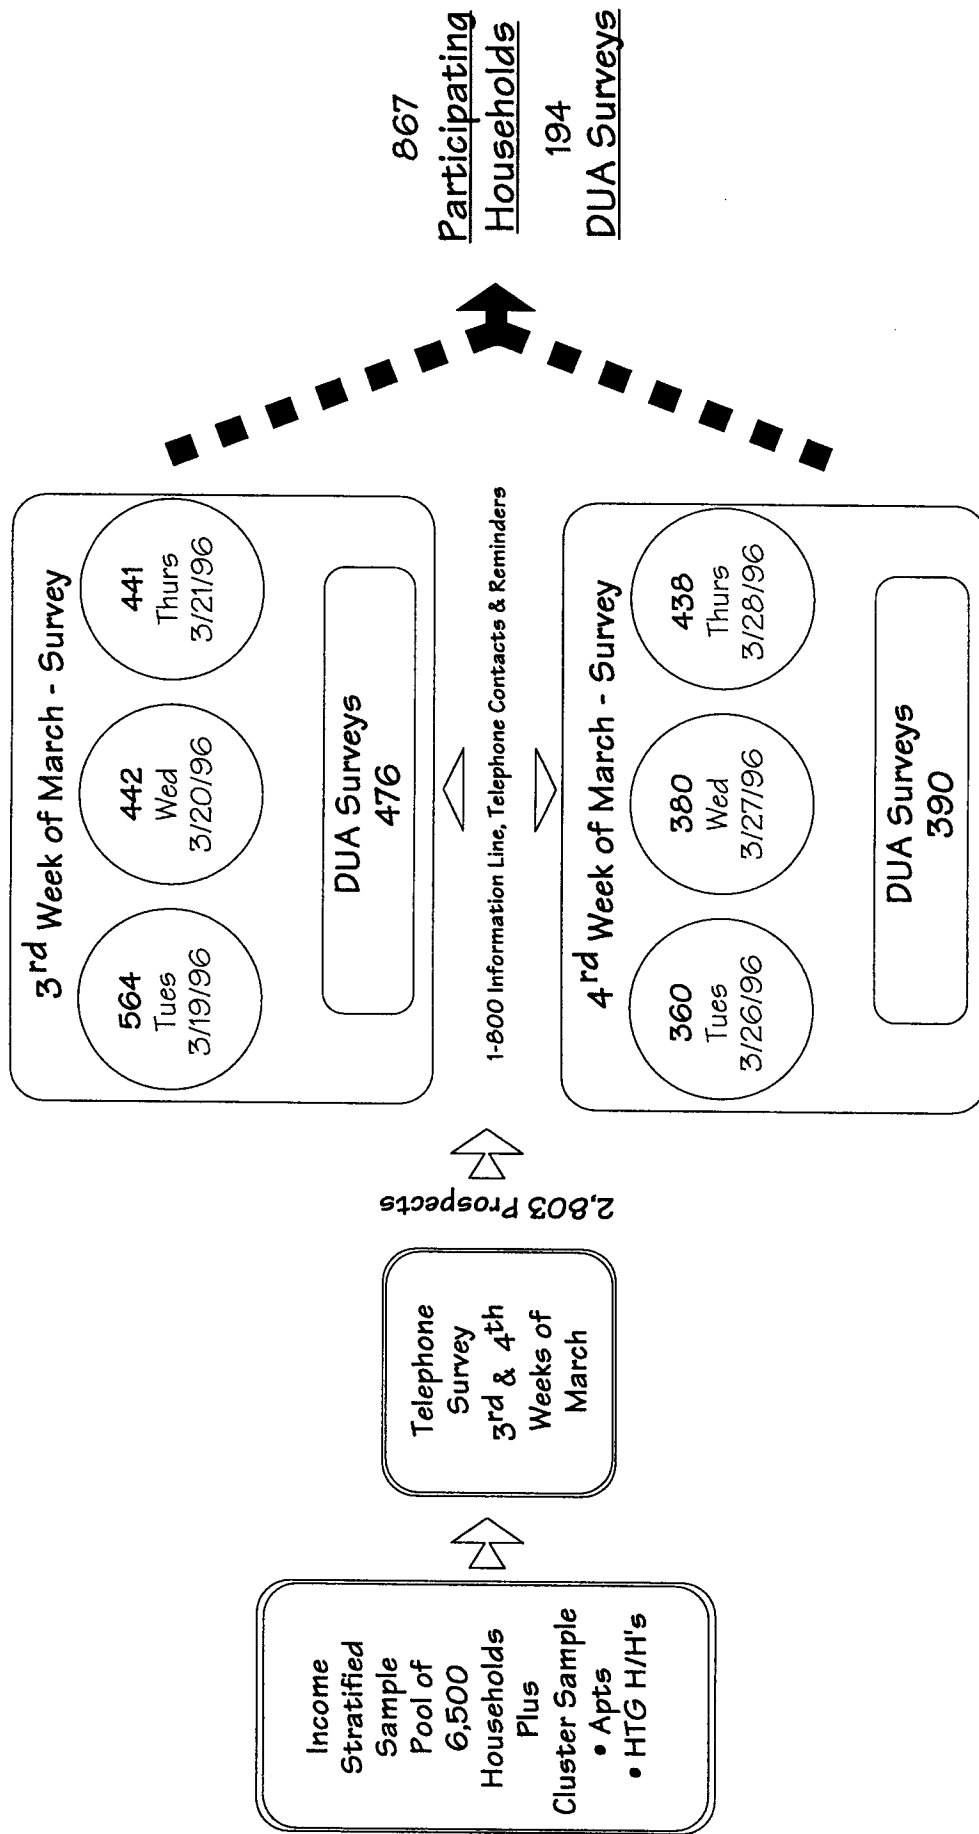 Income
Stratified
Sample
Pool of
6,500
Households
Plus
Cluster Sample
• Apts
• HTG H/H's
Telephone
Survey
3rd & 4th
Weeks of
March
2,803 Prospects
3rd Week of March - Survey
564
Tues
3/19/96
442
Wed
3/20/96
441
Thurs
3/21/96
DUA Surveys
476
1-800 Information Line, Telephone Contacts & Reminders
4rd Week of March - Survey
360
Tues
3/26/96
380
Wed
3/27/96
438
Thurs
3/28/96
DUA Surveys
390
867
Participating
Households
194
DUA Surveys